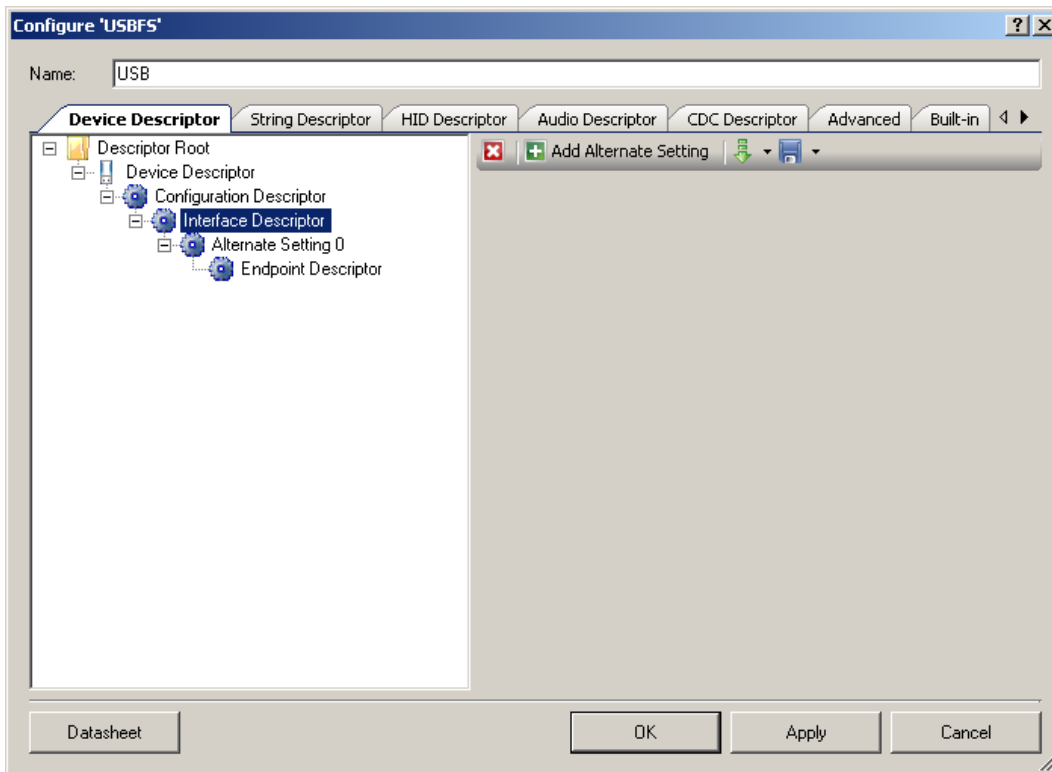 Configure 'USBFS'
Name: USB
Device Descriptor String Descriptor HID Descriptor Audio Descriptor CDC Descriptor Advanced Built-in
Descriptor Root
Device Descriptor
Configuration Descriptor
Interface Descriptor
Alternate Setting 0
Endpoint Descriptor
Add Alternate Setting
Datasheet OK Apply Cancel